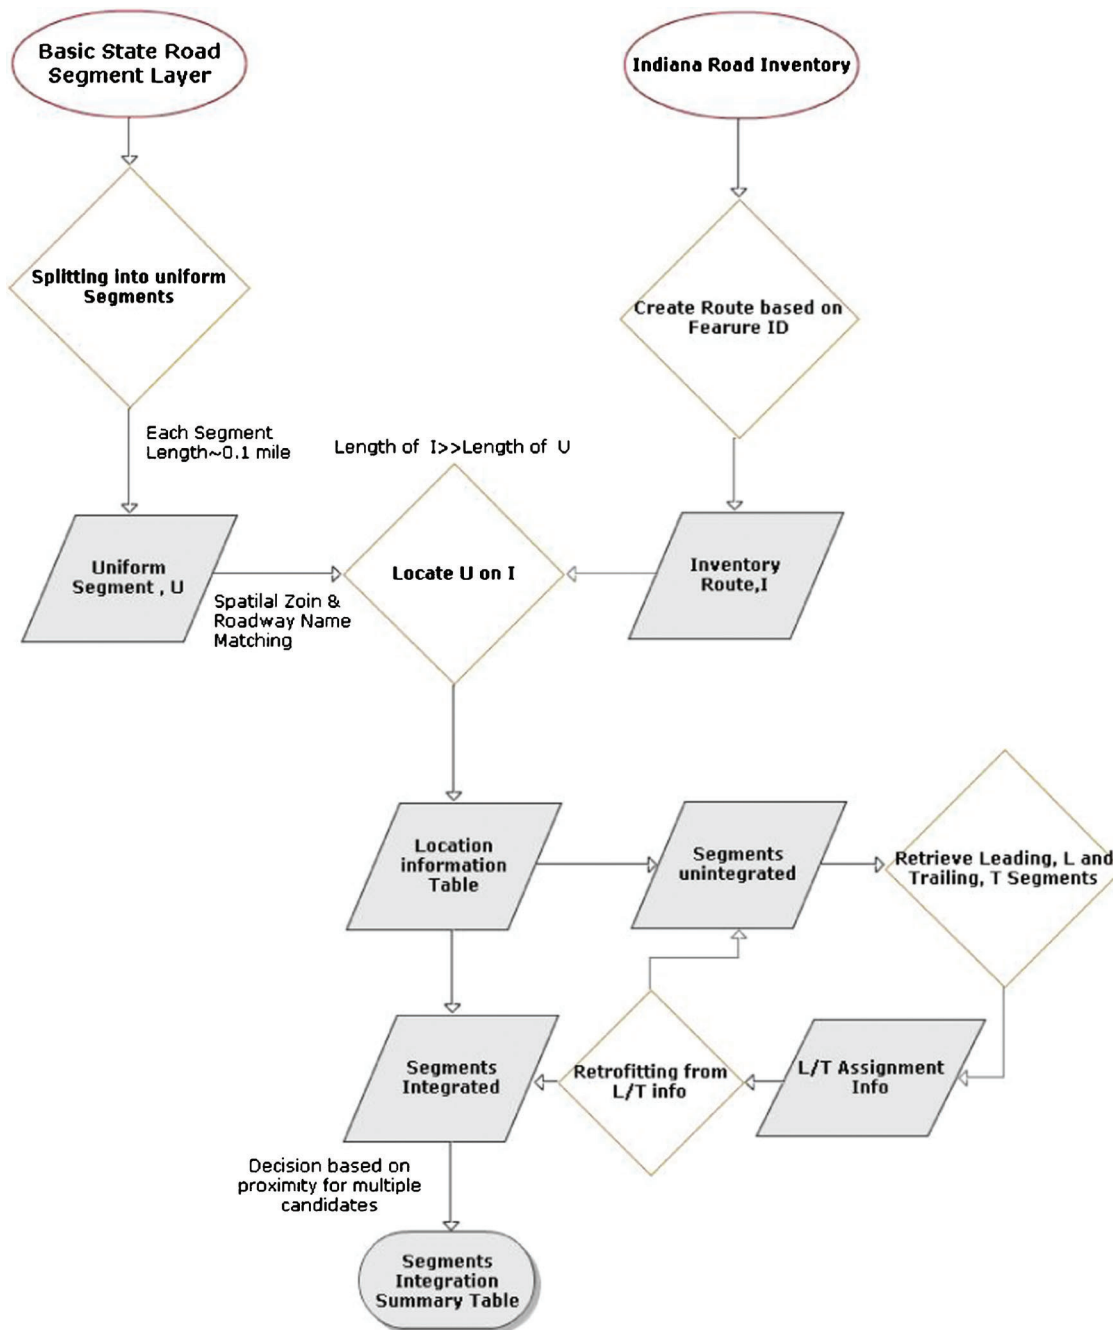 Basic State Road
Segment Layer
Indiana Road Inventory
Splitting into uniform
Segments
Create Route based on
Fearure ID
Each Segment
Length~0.1 mile
Length of I>>Length of U
Uniform
Segment , U
Locate U on I
Inventory
Route,I
Spatilal Zoin &
Roadway Name
Matching
Location
information
Table
Segments
unintegrated
Retrieve Leading, L and
Trailing, T Segments
Segments
Integrated
Retrofitting from
L/T info
L/T Assignment
Info
Decision based on
proximity for multiple
candidates
Segments
Integration
Summary Table